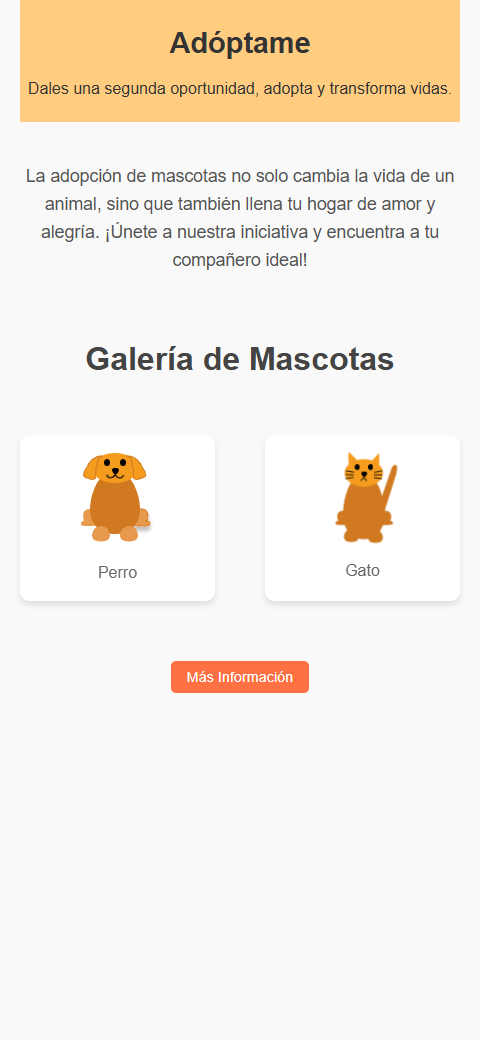 Adóptame
Dales una segunda oportunidad, adopta y transforma vidas.
La adopción de mascotas no solo cambia la vida de un
animal, sino que también llena tu hogar de amor y
alegría. ¡Únete a nuestra iniciativa y encuentra a tu
compañero ideal!
Galería de Mascotas
Perro
Gato
Más Información